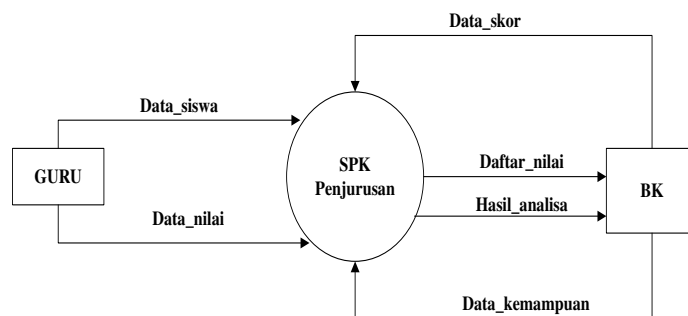 Data_skor
Data_siswa
SPK
Penjurusan
GURU
Daftar_nilai
BK
Hasil_analisa
Data_nilai
Data_kemampuan